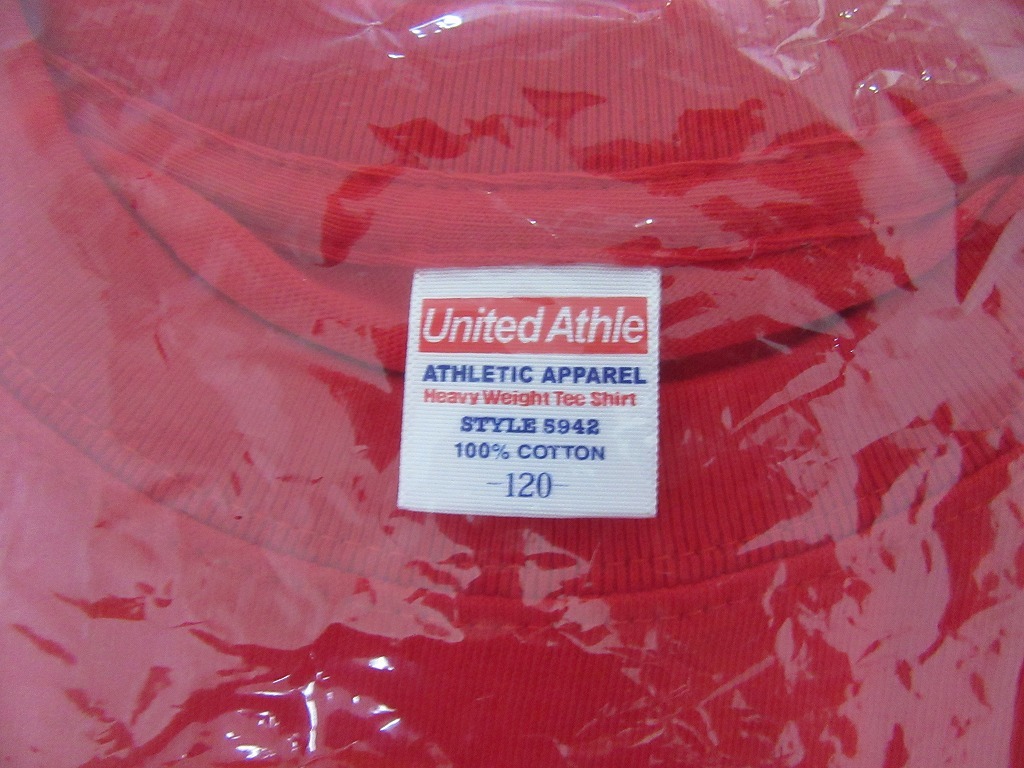 United Athle
ATHLETIC APPAREL
Heavy Weight Tee Shirt
STYLE 5942
100% COTTON
-120-